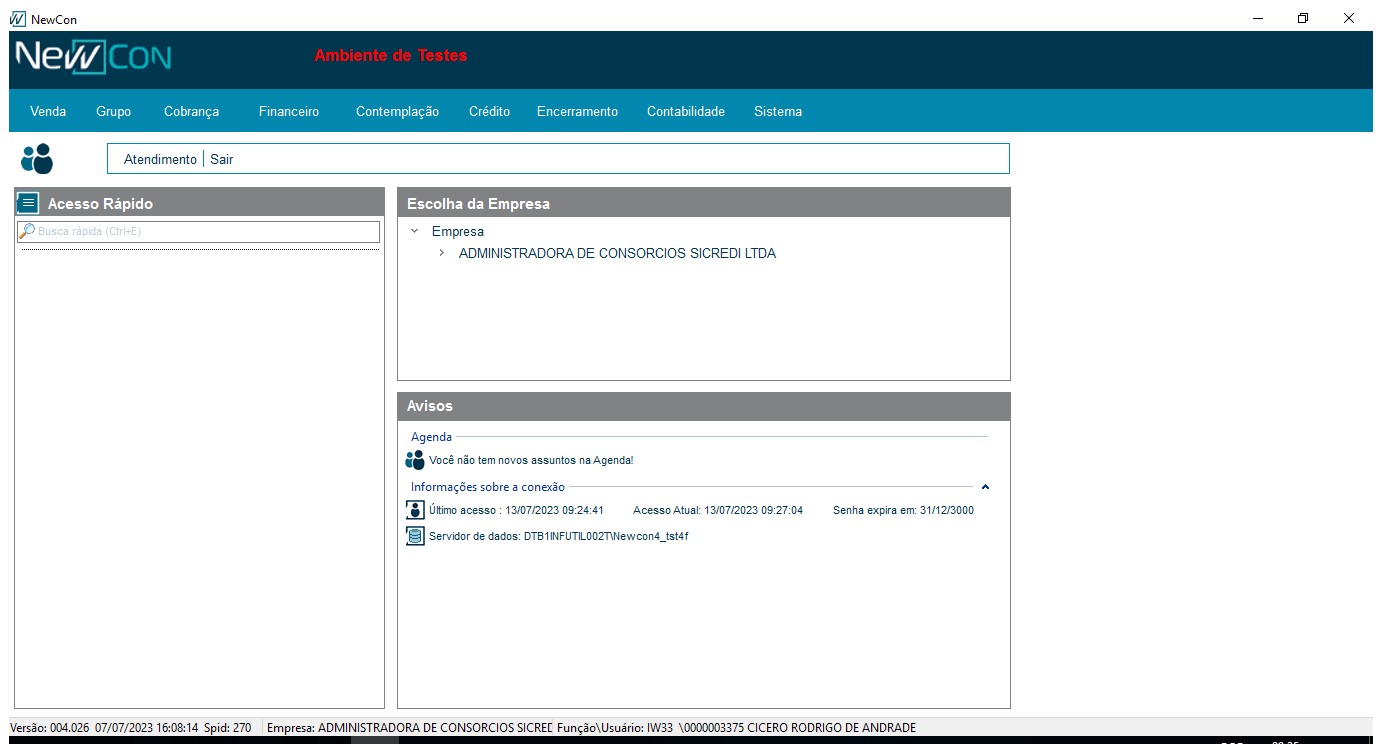 NewCon
NewCon
Ambiente de Testes
Venda Grupo Cobrança Financeiro Contemplação Crédito Encerramento Contabilidade Sistema
Atendimento Sair
Acesso Rápido
Busca rápida (Ctrl+E)
Escolha da Empresa
Empresa
ADMINISTRADORA DE CONSORCIOS SICREDI LTDA
Avisos
Agenda
Você não tem novos assuntos na Agenda!
Informações sobre a conexão
Último acesso : 13/07/2023 09:24:41 Acesso Atual: 13/07/2023 09:27:04 Senha expira em: 31/12/3000
Servidor de dados: DTB1INFUTIL002T\Newcon4_tst4f
Versão: 004.026 07/07/2023 16:08:14 Spid: 270 Empresa: ADMINISTRADORA DE CONSORCIOS SICREDI Função\Usuário: IW33 \0000003375 CICERO RODRIGO DE ANDRADE